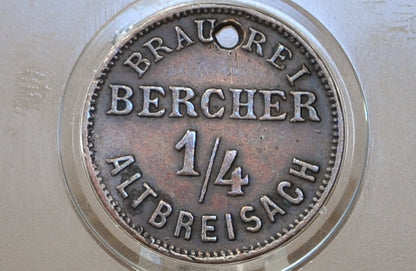 BRAUEREI
BERCHER
1/4
ALTBREISACH